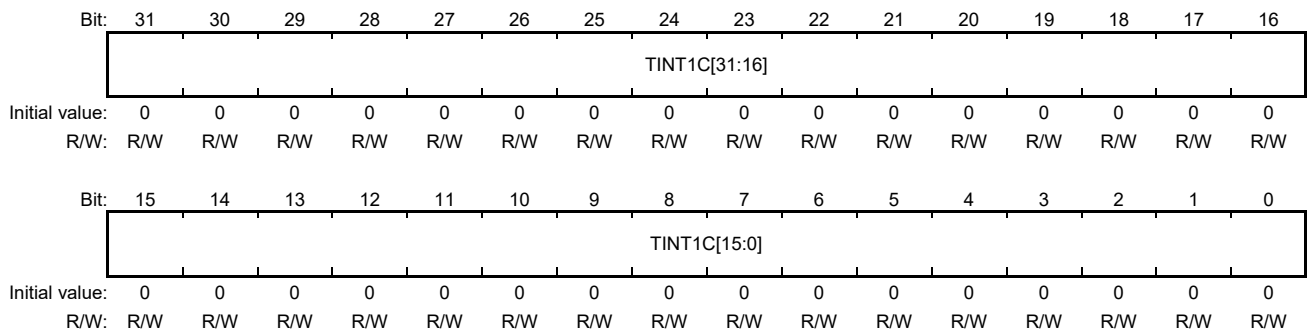 Bit: 31 30 29 28 27 26 25 24 23 22 21 20 19 18 17 16
TINT1C[31:16]
Initial value: 0 0 0 0 0 0 0 0 0 0 0 0 0 0 0 0
R/W: R/W R/W R/W R/W R/W R/W R/W R/W R/W R/W R/W R/W R/W R/W R/W R/W
Bit: 15 14 13 12 11 10 9 8 7 6 5 4 3 2 1 0
TINT1C[15:0]
Initial value: 0 0 0 0 0 0 0 0 0 0 0 0 0 0 0 0
R/W: R/W R/W R/W R/W R/W R/W R/W R/W R/W R/W R/W R/W R/W R/W R/W R/W